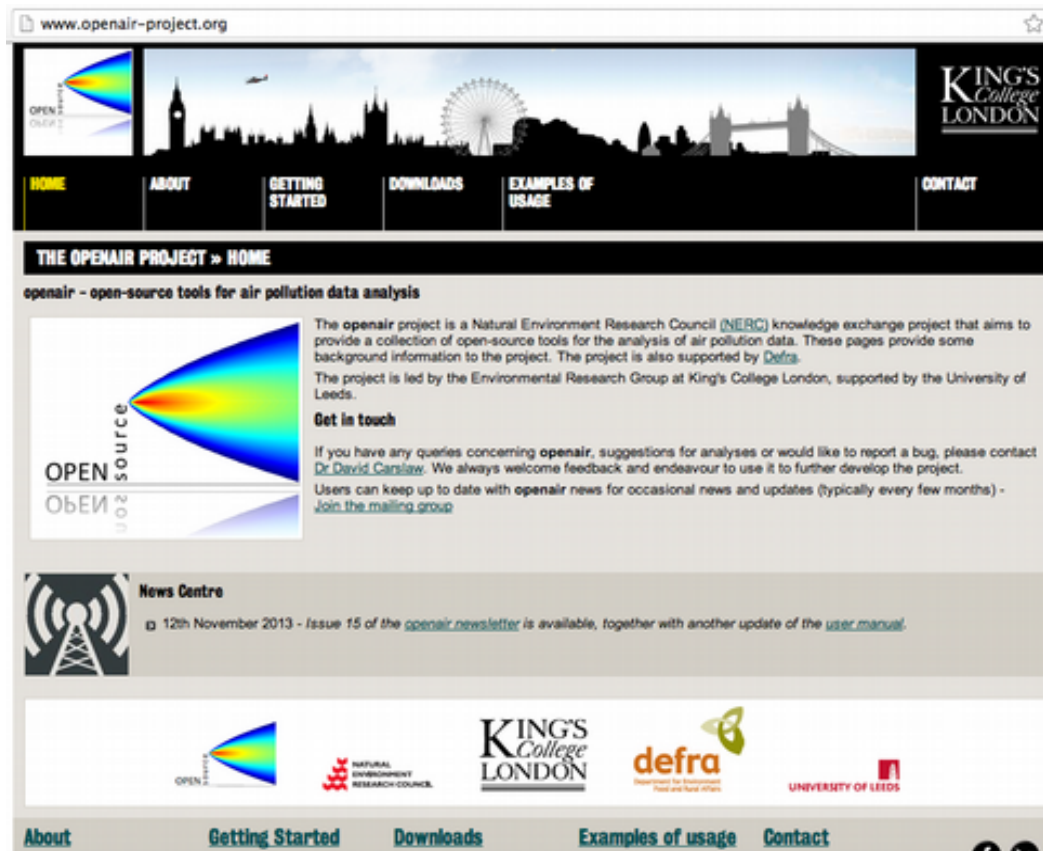 www.openair-project.org
OPEN source
KING'S
College
LONDON
HOME
ABOUT
GETTING
STARTED
DOWNLOADS
EXAMPLES OF
USAGE
CONTACT
THE OPENAIR PROJECT » HOME
openair - open-source tools for air pollution data analysis
The openair project is a Natural Environment Research Council (NERC) knowledge exchange project that aims to
provide a collection of open-source tools for the analysis of air pollution data. These pages provide some
background information to the project. The project is also supported by Defra.
The project is led by the Environmental Research Group at King's College London, supported by the University of
Leeds.
OPEN source
Get in touch
If you have any queries concerning openair, suggestions for analyses or would like to report a bug, please contact
Dr David Carslaw. We always welcome feedback and endeavour to use it to further develop the project.
Users can keep up to date with openair news for occasional news and updates (typically every few months) -
Join the mailing group
News Centre
12th November 2013 - Issue 15 of the openair newsletter is available, together with another update of the user manual.
OPEN source
NATURAL
ENVIRONMENT
RESEARCH COUNCIL
KING'S
College
LONDON
defra
Department for Environment
Food and Rural Affairs
UNIVERSITY OF LEEDS
About
Getting Started
Downloads
Examples of usage
Contact